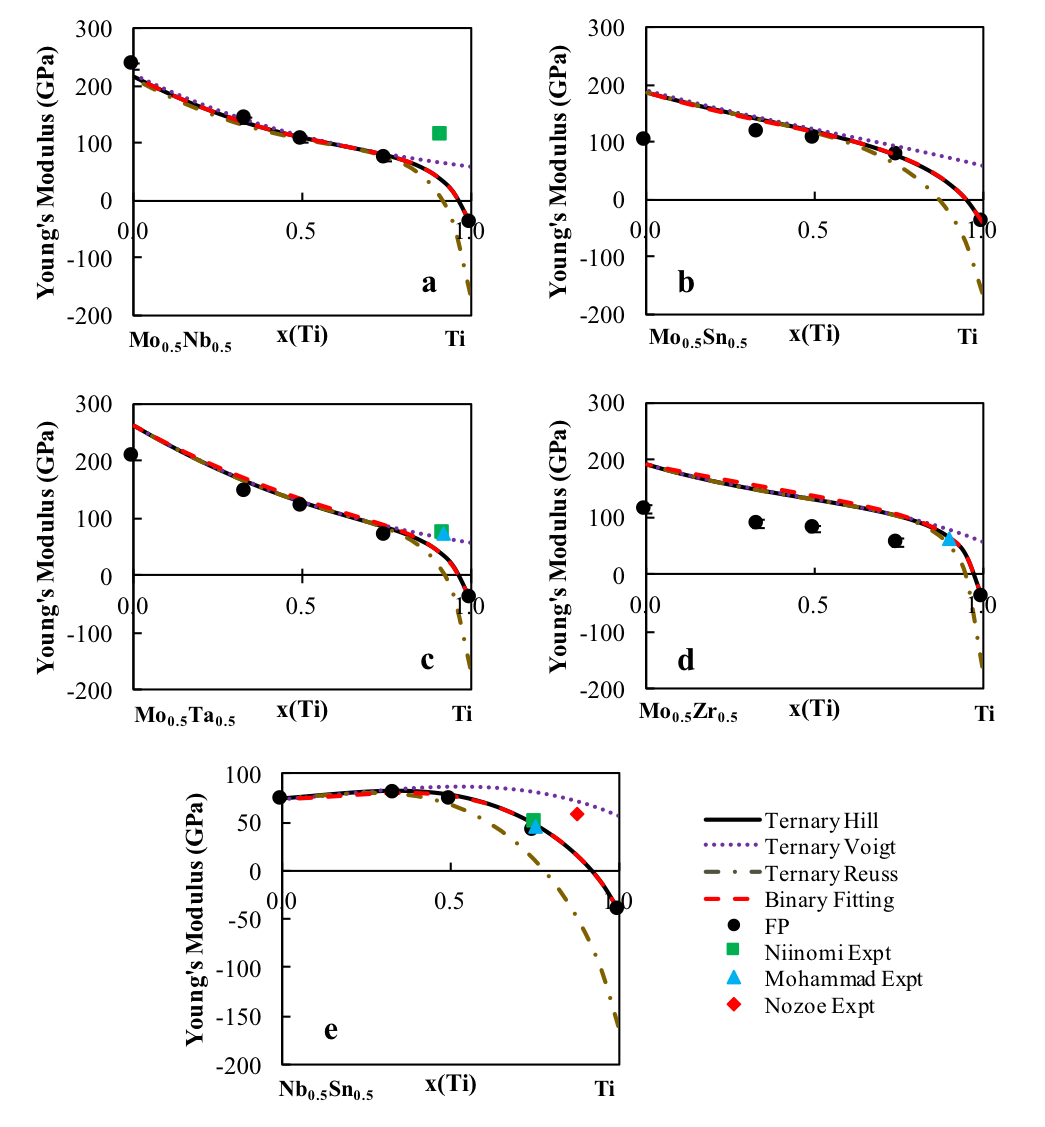 300
200
100
0
-100
-200
Young's Modulus (GPa)
0.0
0.5
1.0
a
Mo0.5Nb0.5
x(Ti)
Ti
300
200
100
0
-100
-200
Young's Modulus (GPa)
0.0
0.5
1.0
b
Mo0.5Sn0.5
x(Ti)
Ti
300
200
100
0
-100
-200
Young's Modulus (GPa)
0.0
0.5
1.0
c
Mo0.5Ta0.5
x(Ti)
Ti
300
200
100
0
-100
-200
Young's Modulus (GPa)
0.0
0.5
1.0
d
Mo0.5Zr0.5
x(Ti)
Ti
100
50
0
-50
-100
-150
-200
Young's Modulus (GPa)
0.0
0.5
1.0
e
Nb0.5Sn0.5
x(Ti)
Ti
Ternary Hill
Ternary Voigt
Ternary Reuss
Binary Fitting
FP
Niinomi Expt
Mohammad Expt
Nozoe Expt